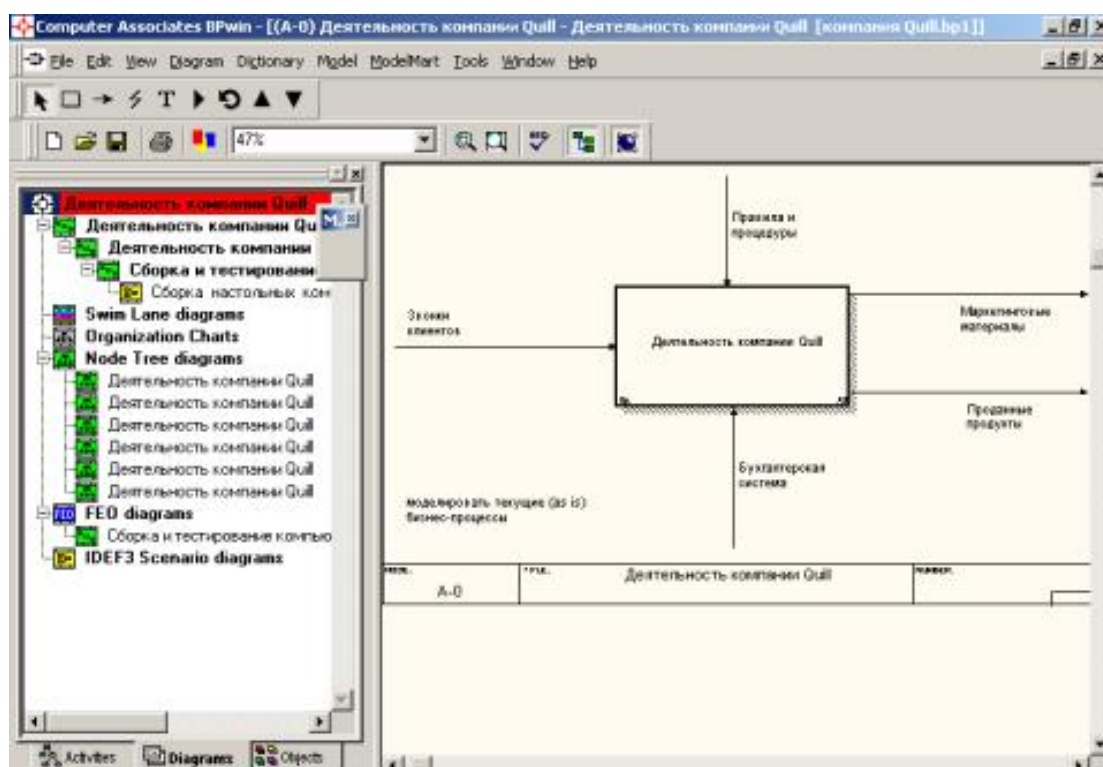 Computer Associates BPwin - [(A-0) Деятельность компании Quill - Деятельность компании Quill [компания Quill.bp1]]
File Edit View Diagram Dictionary Model ModelMart Tools Window Help
T
47%
Деятельность компании Quill
M..
Деятельность компании Qu
Деятельность компании
Сборка и тестировани
Сборка настольных ком
Swim Lane diagrams
Organization Charts
Node Tree diagrams
Деятельность компании Quill
Деятельность компании Quill
Деятельность компании Quill
Деятельность компании Quill
Деятельность компании Quill
Деятельность компании Quill
FEO diagrams
Сборка и тестирование компью
IDEF3 Scenario diagrams
Activities Diagrams Objects
Правила и
процедуры
Звонки
клиентов
Деятельность компании Quill
Маркетинговые
материалы
Проданные
продукты
Бухгалтерская
система
моделировать текущие (as is)
бизнес-процессы
NODE:
A-0
TITLE:
Деятельность компании Quill
NUMBER: